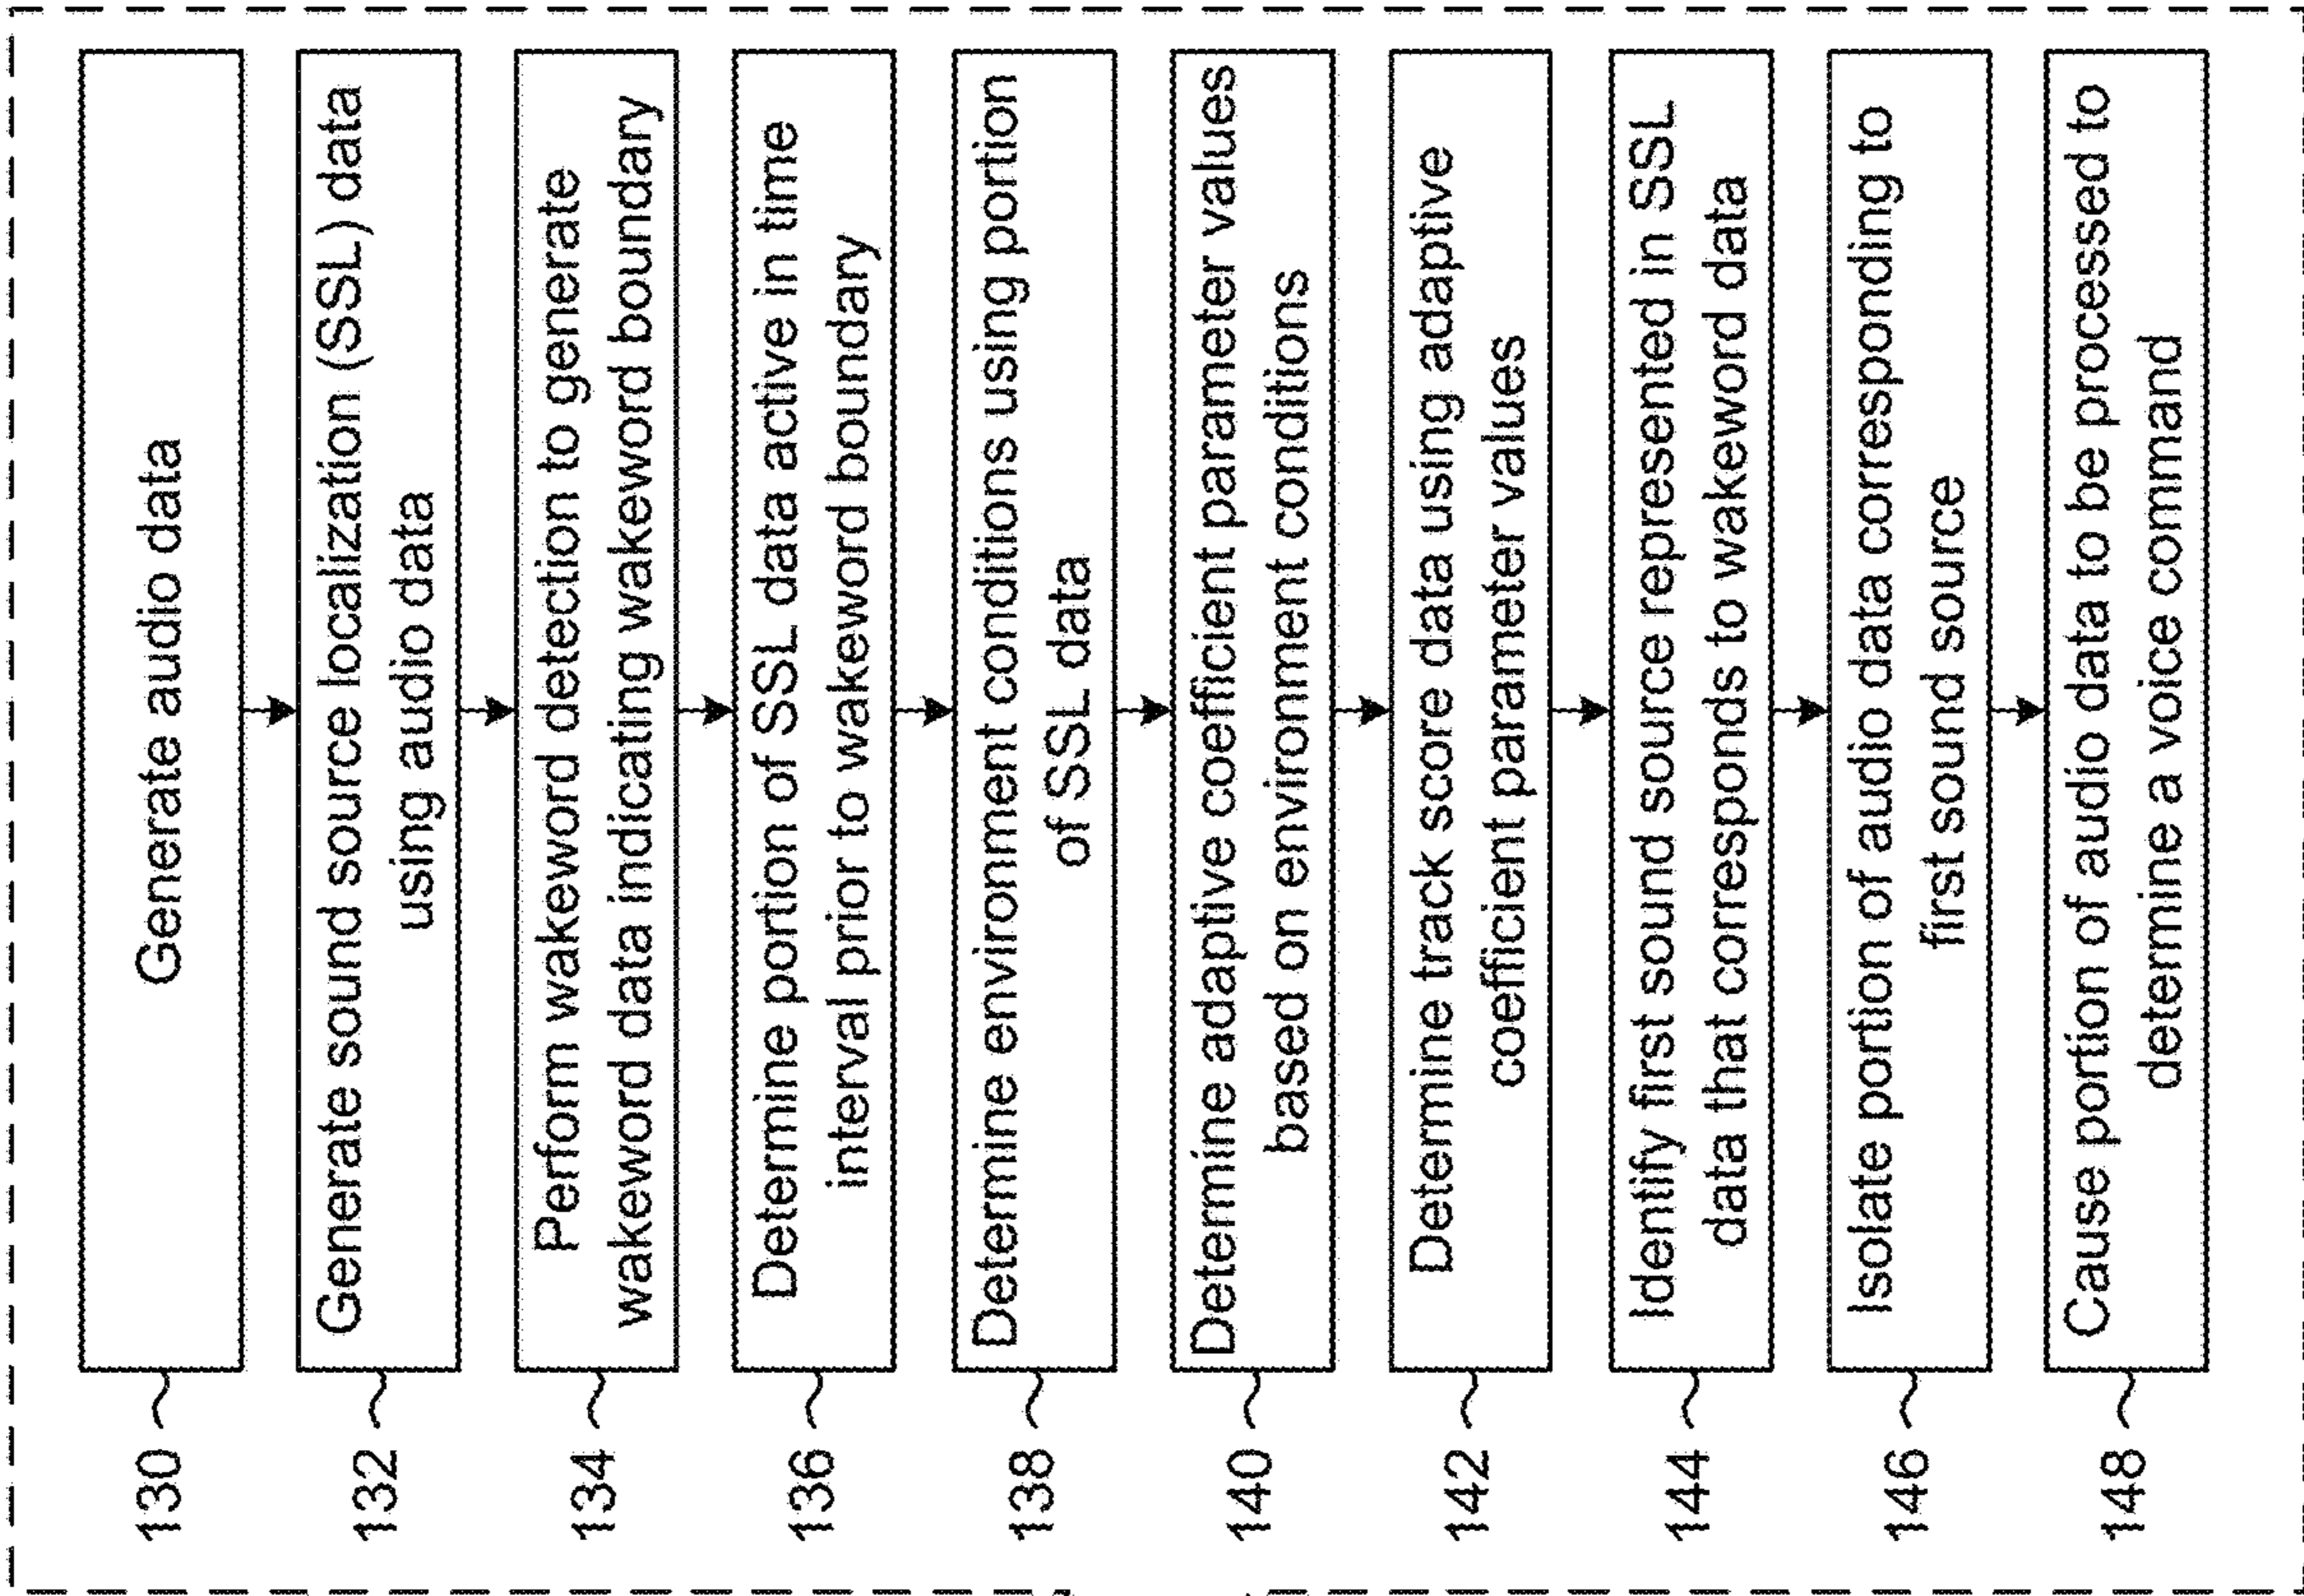 130
Generate audio data
132
Generate sound source localization (SSL) data
using audio data
134
Perform wakeword detection to generate
wakeword data indicating wakeword boundary
136
Determine portion of SSL data active in time
interval prior to wakeword boundary
138
Determine environment conditions using portion
of SSL data
140
Determine adaptive coefficient parameter values
based on environment conditions
142
Determine track score data using adaptive
coefficient parameter values
144
Identify first sound source represented in SSL
data that corresponds to wakeword data
146
Isolate portion of audio data corresponding to
first sound source
148
Cause portion of audio data to be processed to
determine a voice command